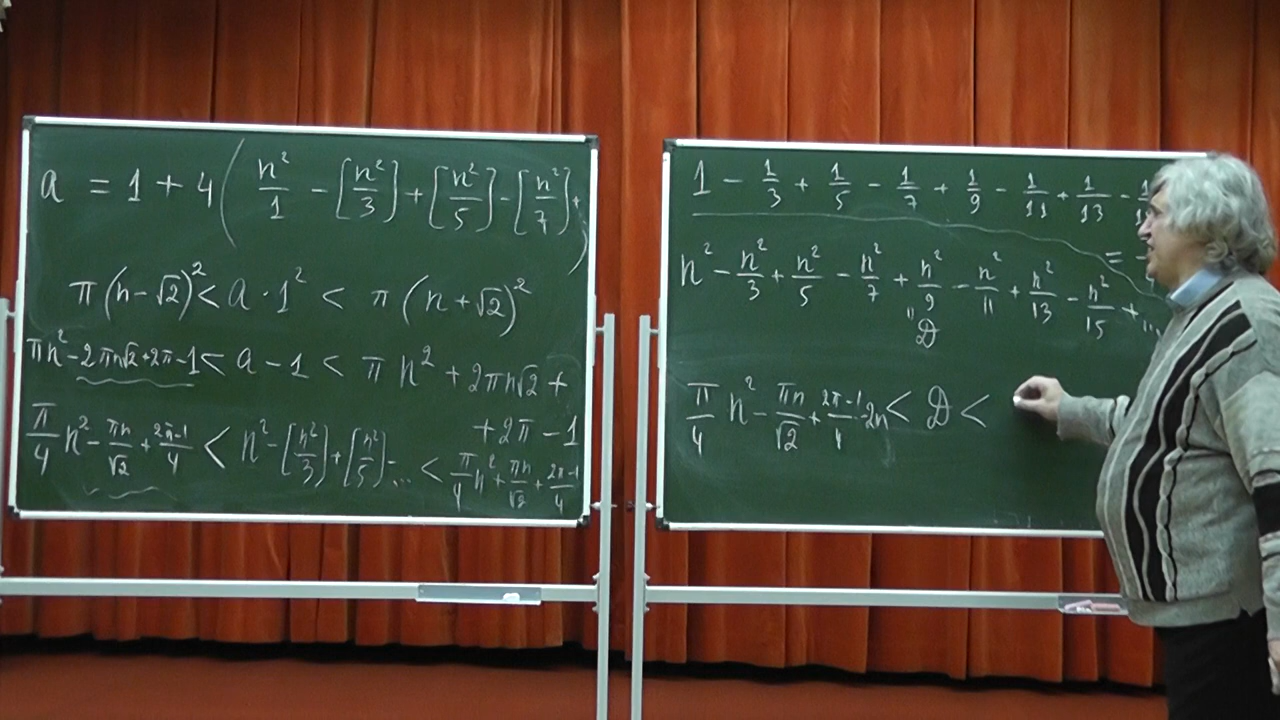 a = 1 + 4 ( n²/1 - [n²/3] + [n²/5] - [n²/7] + )
π (n - √2)² < a · 1² < π (n + √2)²
πn² - 2πn√2 + 2π - 1 < a - 1 < π n² + 2πn√2 +
+ 2π - 1
π/4 n² - πn/√2 + 2π-1/4 < n² - [n²/3] + [n²/5] - ... < π/4 n² + πn/√2 + 2π-1/4
1 - 1/3 + 1/5 - 1/7 + 1/9 - 1/11 + 1/13 -
=
n² - n²/3 + n²/5 - n²/7 + n²/9 - n²/11 + n²/13 - n²/15 + ...
"
D
π/4 n² - πn/√2 + 2π-1/4 - 2n < D <